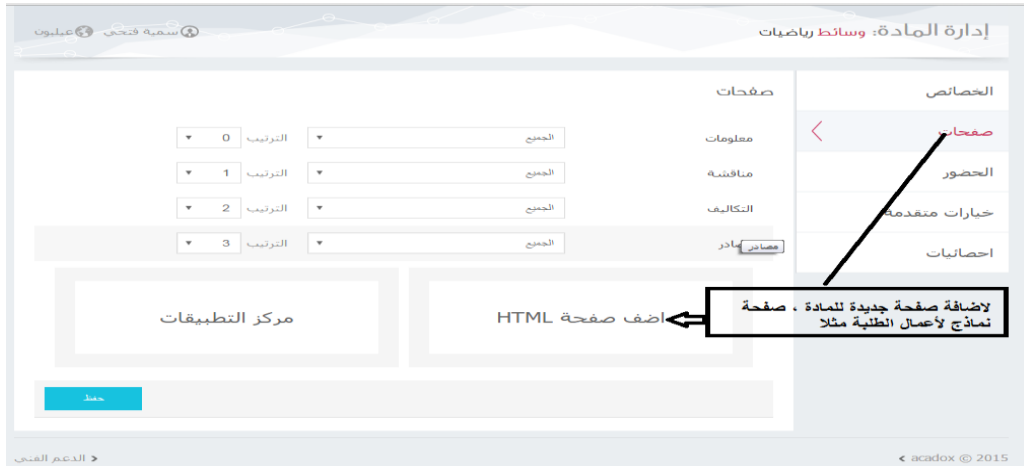 إدارة المادة: وسائط رياضيات
سمية فتحي عيليون
الخصائص
صفحات
الحضور
خيارات متقدمة
احصائيات
صفحات
معلومات الجميع الترتيب 0
مناقشة الجميع الترتيب 1
التكاليف الجميع الترتيب 2
الجميع الترتيب 3
مصادر
اضف صفحة HTML
مركز التطبيقات
لاضافة صفحة جديدة للمادة ، صفحة
نماذج لأعمال الطلبة مثلا
حفظ
acadox © 2015
الدعم الفني